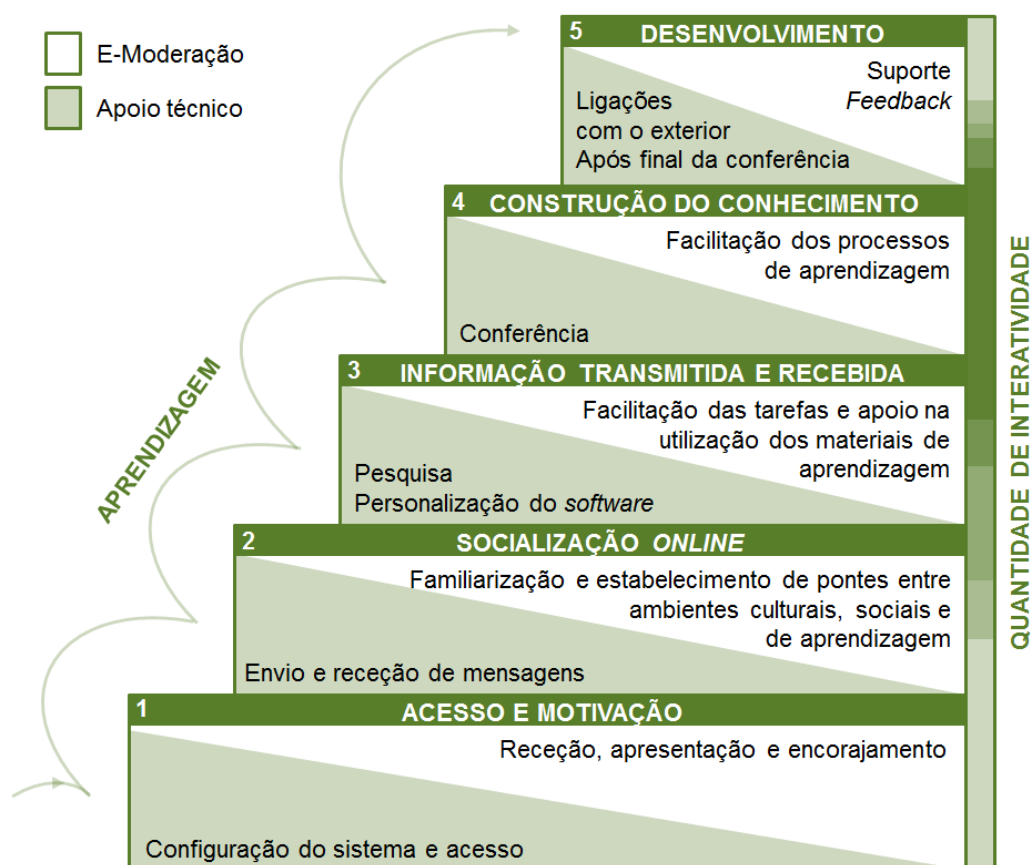 E-Moderação
Apoio técnico
5 DESENVOLVIMENTO
Suporte
Feedback
Ligações
com o exterior
Após final da conferência
4 CONSTRUÇÃO DO CONHECIMENTO
Facilitação dos processos
de aprendizagem
Conferência
3 INFORMAÇÃO TRANSMITIDA E RECEBIDA
Facilitação das tarefas e apoio na
utilização dos materiais de
aprendizagem
Pesquisa
Personalização do software
2 SOCIALIZAÇÃO ONLINE
Familiarização e estabelecimento de pontes entre
ambientes culturais, sociais e
de aprendizagem
Envio e receção de mensagens
1 ACESSO E MOTIVAÇÃO
Receção, apresentação e encorajamento
Configuração do sistema e acesso
APRENDIZAGEM
QUANTIDADE DE INTERATIVIDADE